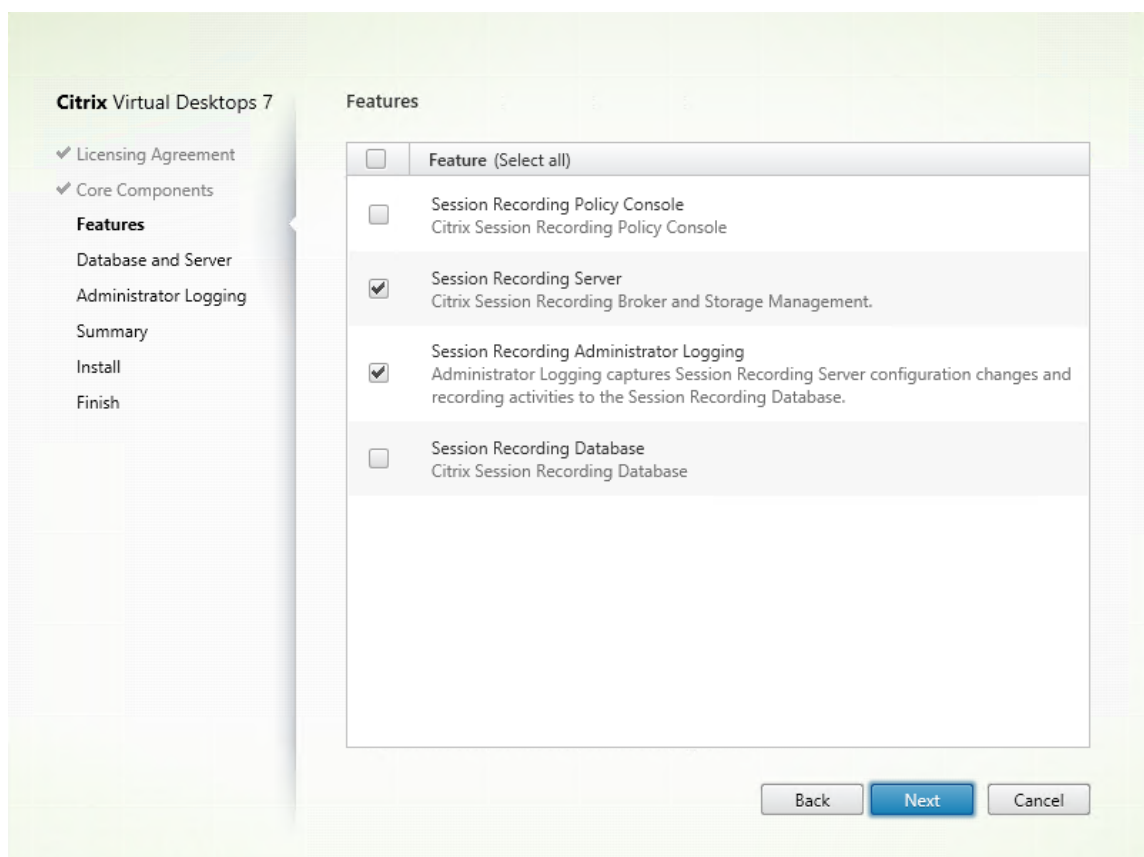 Citrix Virtual Desktops 7
Licensing Agreement
Core Components
Features
Database and Server
Administrator Logging
Summary
Install
Finish
Features
Feature (Select all)
Session Recording Policy Console
Citrix Session Recording Policy Console
Session Recording Server
Citrix Session Recording Broker and Storage Management.
Session Recording Administrator Logging
Administrator Logging captures Session Recording Server configuration changes and
recording activities to the Session Recording Database.
Session Recording Database
Citrix Session Recording Database
Back
Next
Cancel